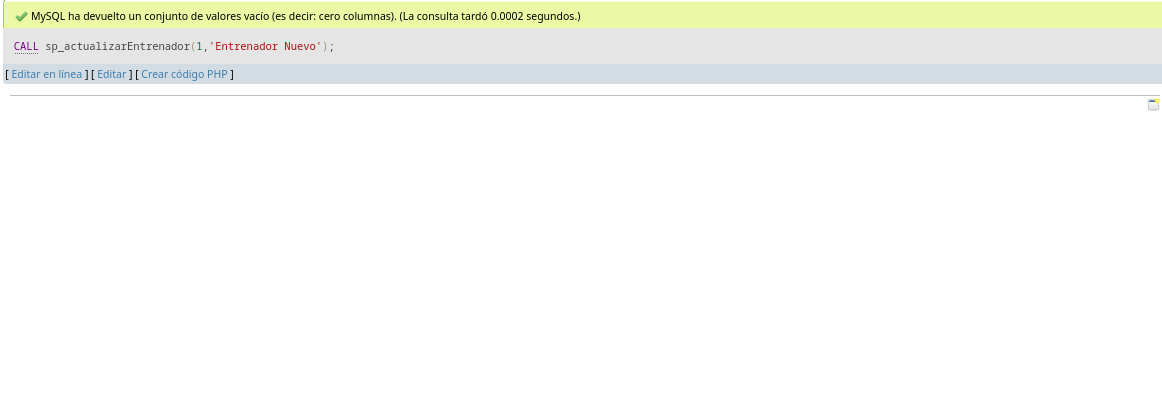 MySQL ha devuelto un conjunto de valores vacío (es decir: cero columnas). (La consulta tardó 0.0002 segundos.)
CALL sp_actualizarEntrenador(1,'Entrenador Nuevo');
[ Editar en línea ] [ Editar ] [ Crear código PHP ]